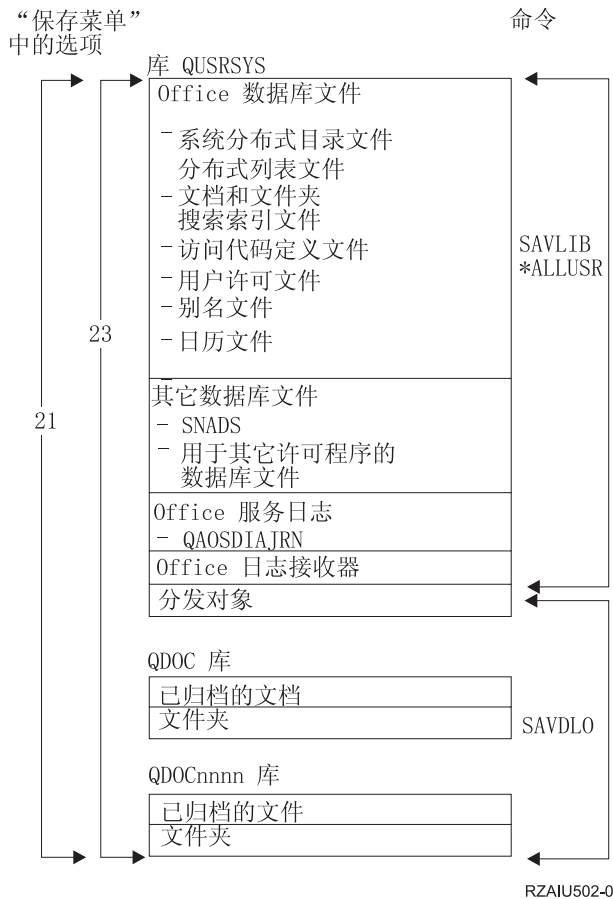 “保存菜单”
中的选项
命令
库 QUSRSYS
Office 数据库文件
- 系统分布式目录文件
分布式列表文件
- 文档和文件夹
搜索索引文件
- 访问代码定义文件
- 用户许可文件
- 别名文件
- 日历文件
SAVLIB
*ALLUSR
23
21
其它数据库文件
- SNADS
- 用于其它许可程序的
数据库文件
Office 服务日志
- QAOSDIAJRN
Office 日志接收器
分发对象
QDOC 库
已归档的文档
文件夹
SAVDLO
QDOCnnnn 库
已归档的文件
文件夹
RZAIU502-0